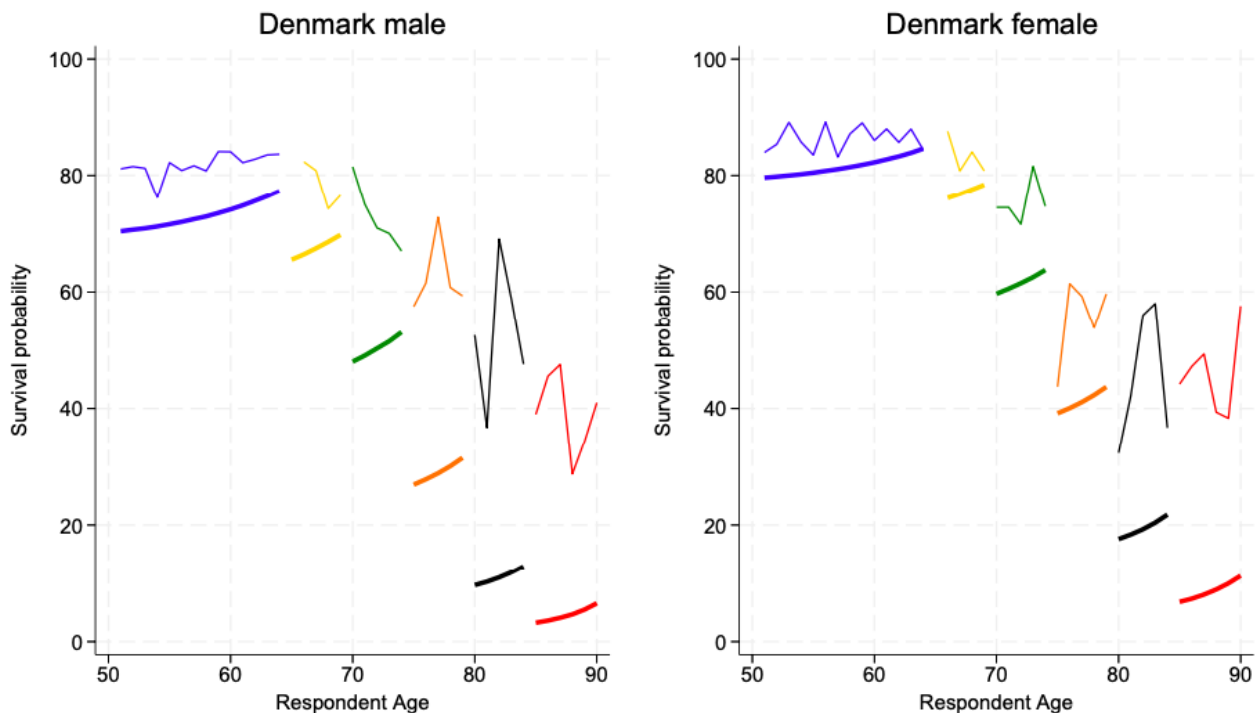 Denmark male
Survival probability
100
80
60
40
20
0
50 60 70 80 90
Respondent Age
Denmark female
Survival probability
100
80
60
40
20
0
50 60 70 80 90
Respondent Age